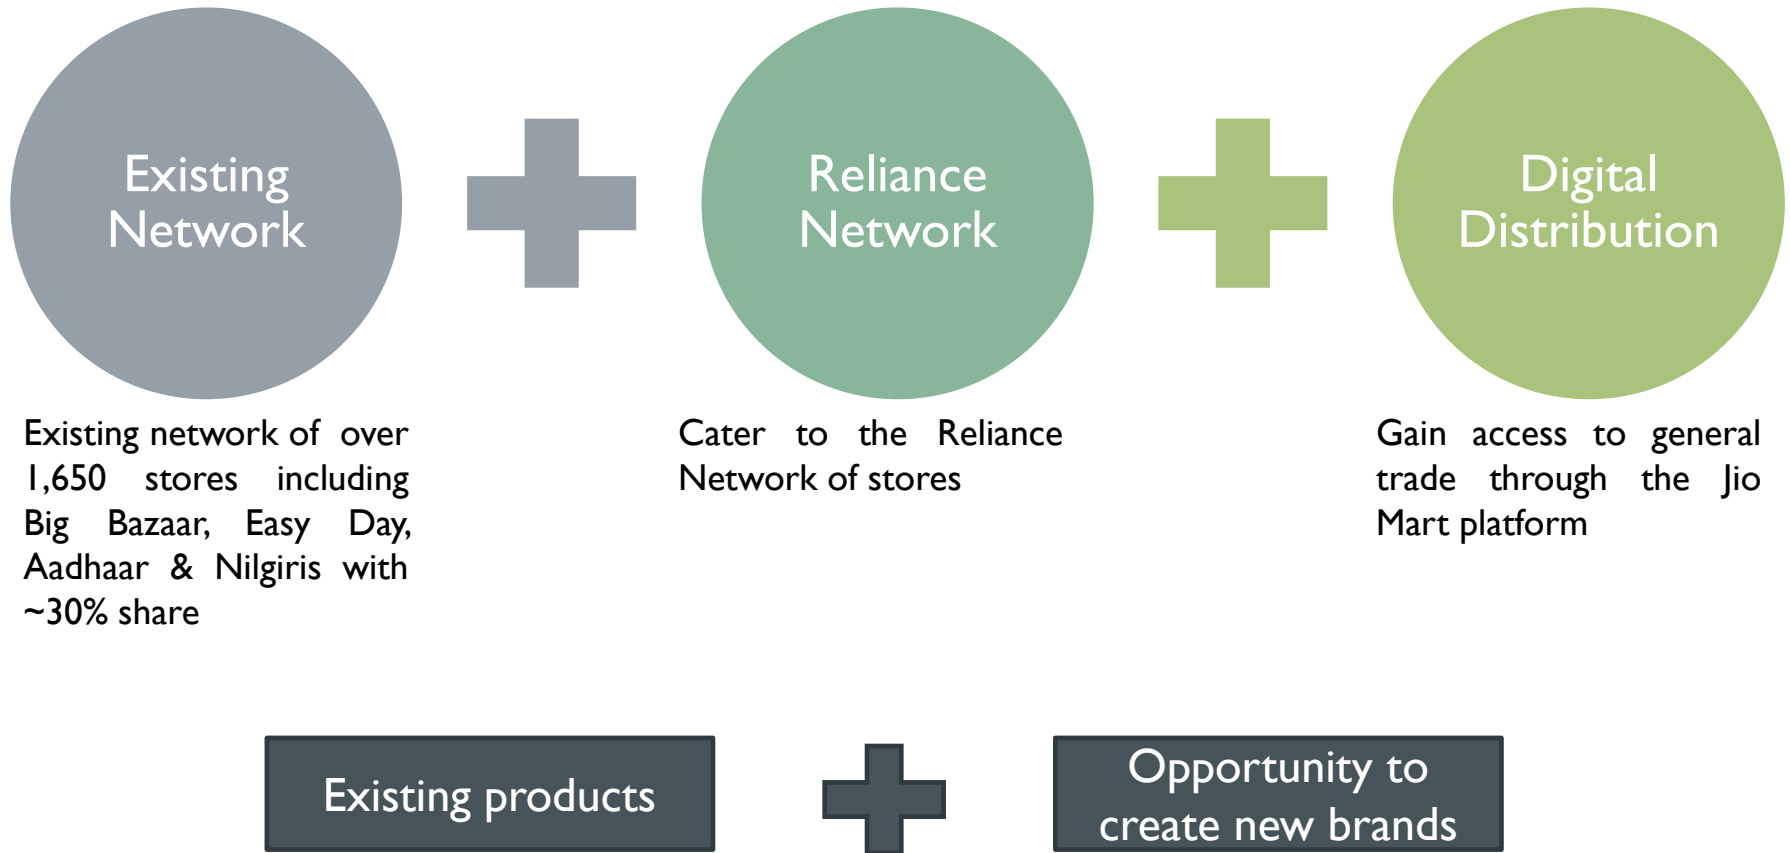 Existing
Network
Reliance
Network
Digital
Distribution
Existing network of over
1,650 stores including
Big Bazaar, Easy Day,
Aadhaar & Nilgiris with
~30% share
Cater to the Reliance
Network of stores
Gain access to general
trade through the Jio
Mart platform
Existing products
Opportunity to
create new brands